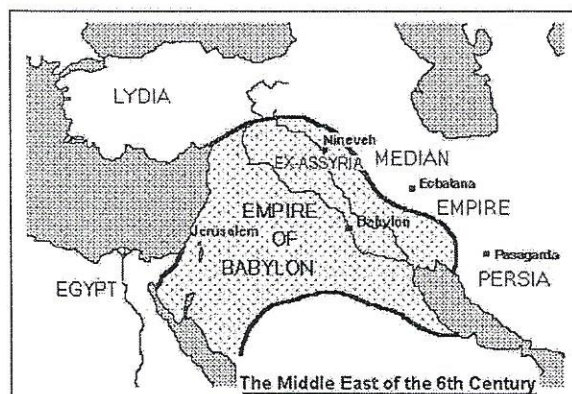 LYDIA
Nineveh
EX-ASSYRIA
MEDIAN
Ecbatana
EMPIRE
EMPIRE
OF
BABYLON
Babylon
Jerusalem
Pasagarda
PERSIA
EGYPT
The Middle East of the 6th Century